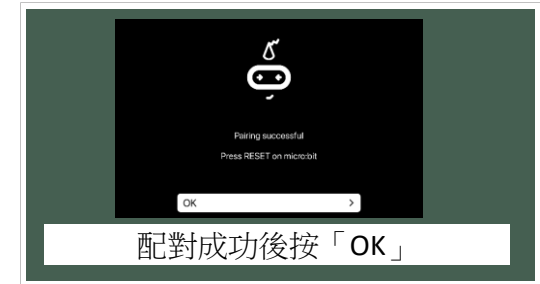 Pairing successful
Press RESET on micro:bit
OK
配對成功後按「OK」